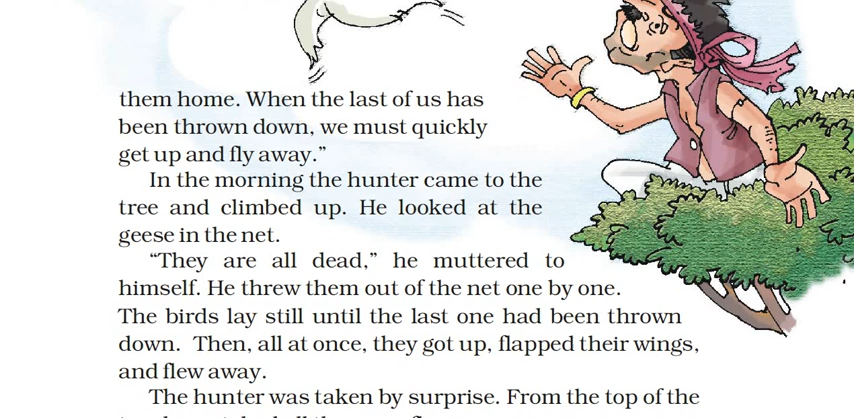 them home. When the last of us has
been thrown down, we must quickly
get up and fly away.”
In the morning the hunter came to the
tree and climbed up. He looked at the
geese in the net.
“They are all dead,” he muttered to
himself. He threw them out of the net one by one.
The birds lay still until the last one had been thrown
down. Then, all at once, they got up, flapped their wings,
and flew away.
The hunter was taken by surprise. From the top of the